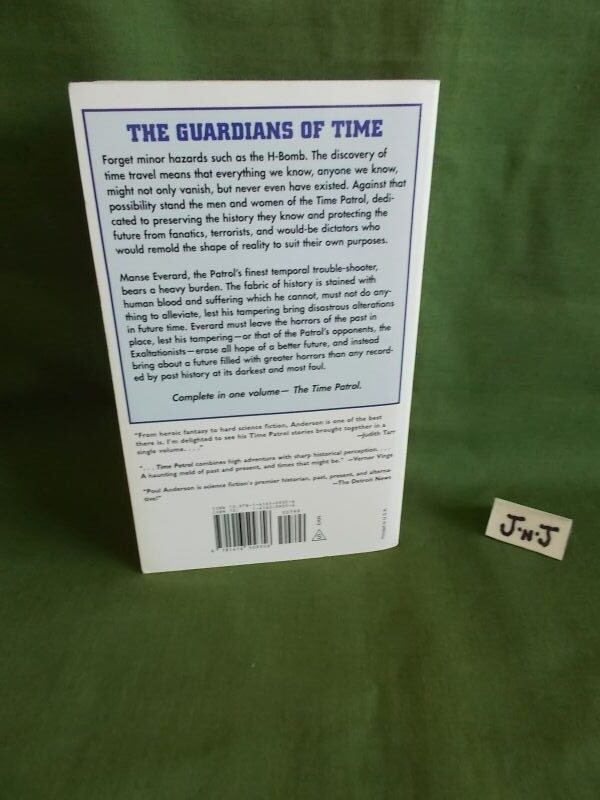 THE GUARDIANS OF TIME
Forget minor hazards such as the H-Bomb. The discovery of
time travel means that everything we know, anyone we know,
might not only vanish, but never even have existed. Against that
possibility stand the men and women of the Time Patrol, dedi-
cated to preserving the history they know and protecting the
future from fanatics, terrorists, and would-be dictators who
would remold the shape of reality to suit their own purposes.
Manse Everard, the Patrol's finest temporal trouble-shooter,
bears a heavy burden. The fabric of history is stained with
human blood and suffering which he cannot, must not do any-
thing to alleviate, lest his tampering bring disastrous alterations
in future time. Everard must leave the horrors of the past in
place, lest his tampering—or that of the Patrol's opponents, the
Exaltationists—erase all hope of a better future, and instead
bring about a future filled with greater horrors than any record-
ed by past history at its darkest and most foul.
Complete in one volume— The Time Patrol.
"From heroic fantasy to hard science fiction, Anderson is one of the best
there is. I'm delighted to see his Time Patrol stories brought together in a
single volume. . . ." —Judith Tarr
". . . Time Patrol combines high adventure with sharp historical perception. . . .
A haunting meld of past and present, and times that might be." —Vernor Vinge
"Poul Anderson is science fiction's premier historian, past, present, and alterna-
tive!" —The Detroit News
J·N·J